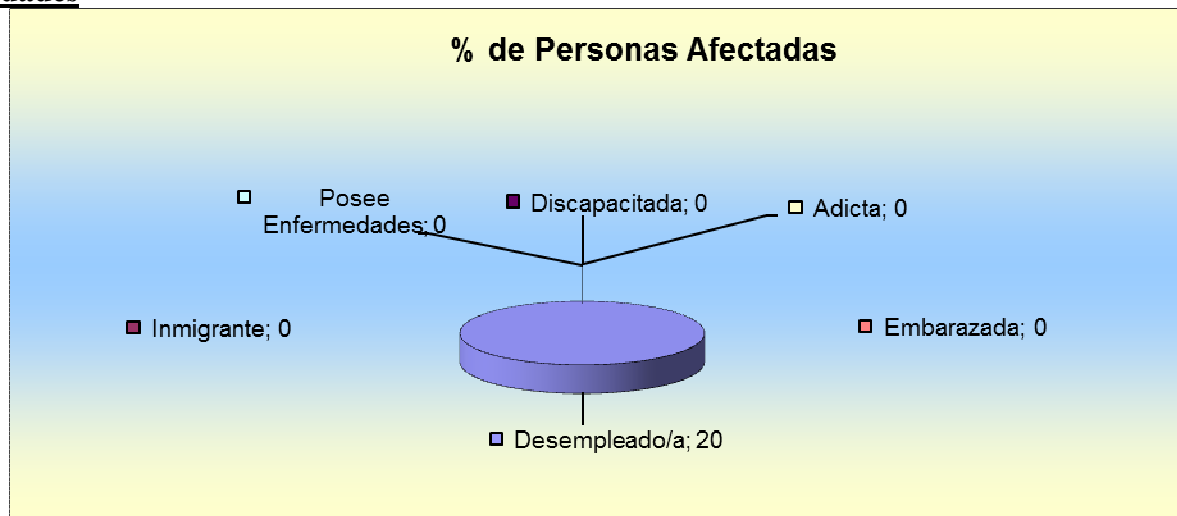 % de Personas Afectadas
Posee
Enfermedades; 0
Discapacitada; 0
Adicta; 0
Inmigrante; 0
Embarazada; 0
Desempleado/a; 20